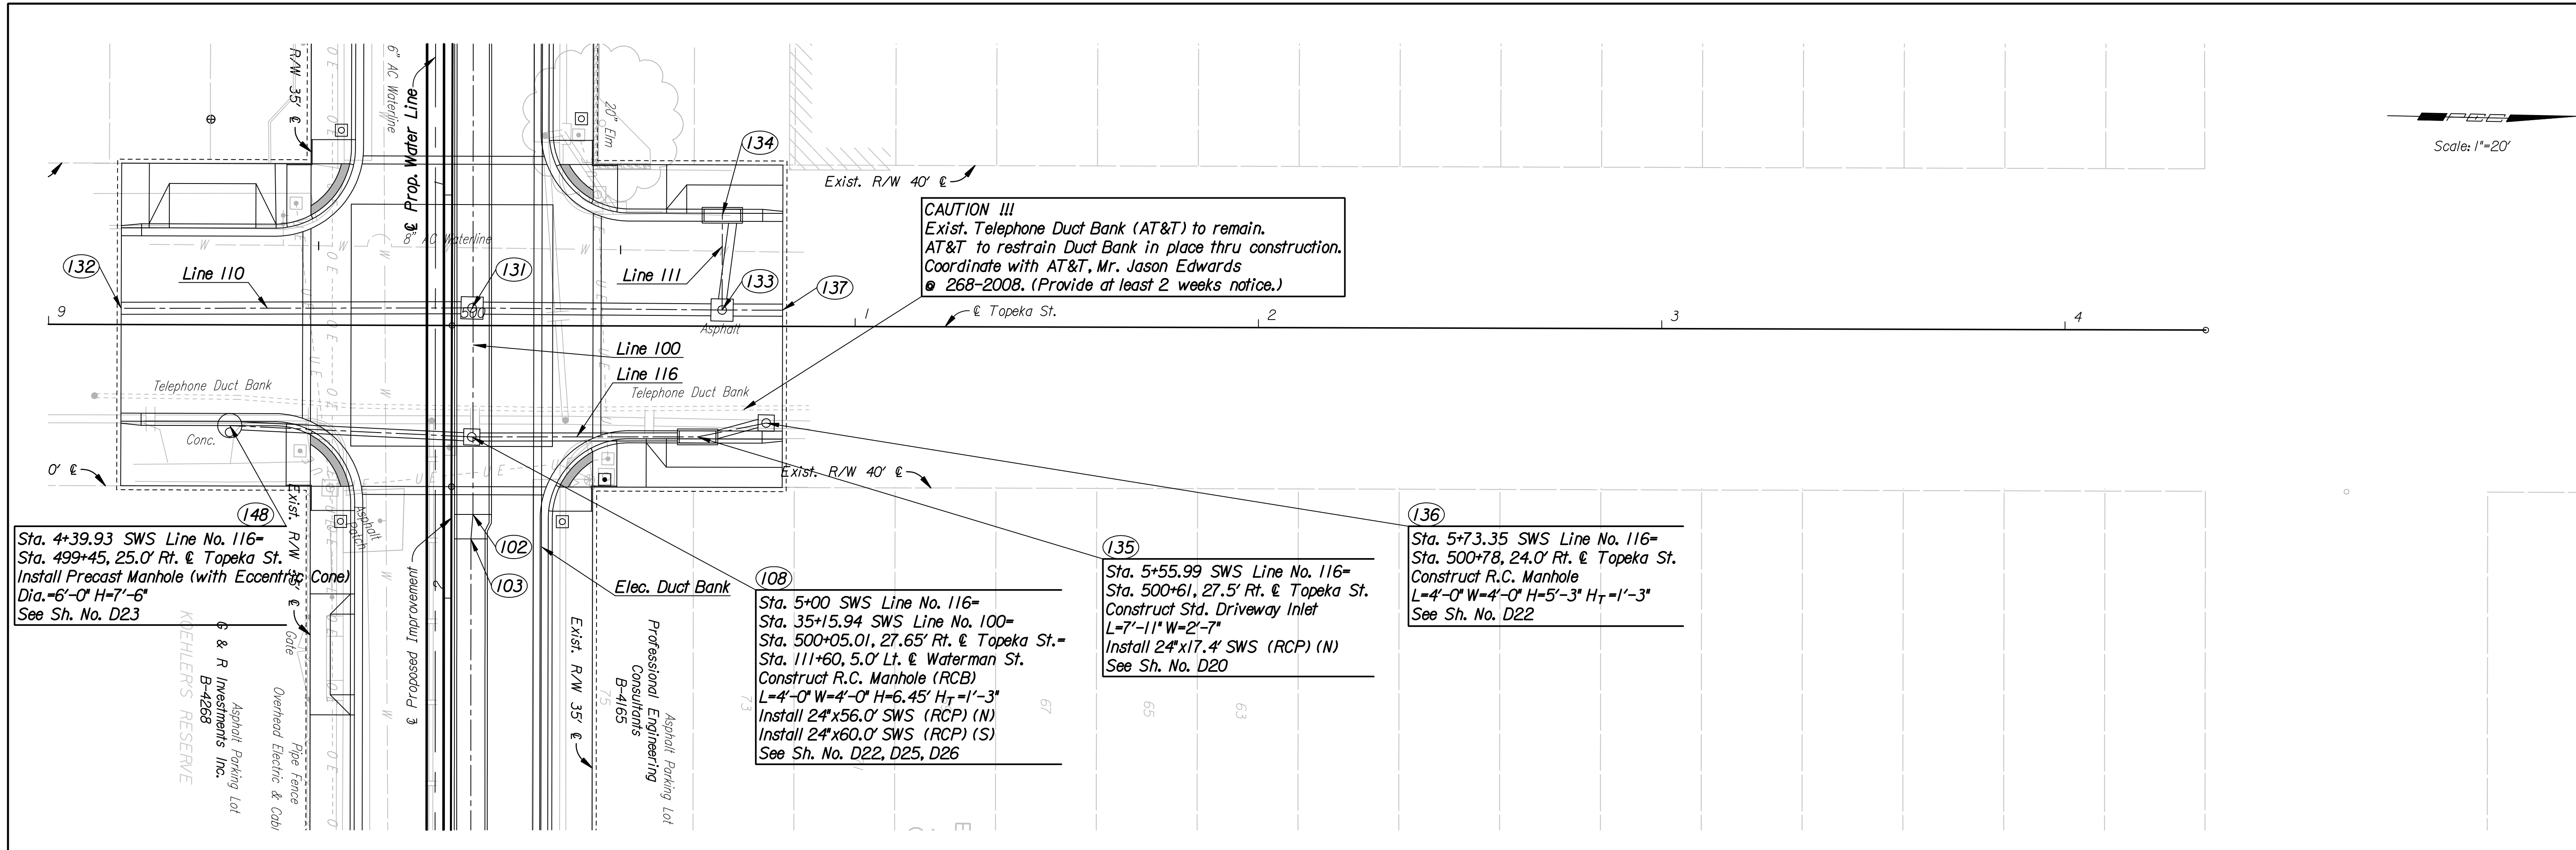 R/W 35' ℄
6" AC Waterline
℄ Prop. Water Line
20" Elm
134
Exist. R/W 40' ℄
Scale: 1"=20'
CAUTION !!!
Exist. Telephone Duct Bank (AT&T) to remain.
AT&T to restrain Duct Bank in place thru construction.
Coordinate with AT&T, Mr. Jason Edwards
@ 268-2008. (Provide at least 2 weeks notice.)
8" AC Waterline
132
Line 110
131
Line 111
133
137
9
500
Asphalt
1
℄ Topeka St.
2
3
4
Line 100
Line 116
Telephone Duct Bank
Telephone Duct Bank
Conc.
0' ℄
Exist. R/W 40' ℄
148
Sta. 4+39.93 SWS Line No. 116=
Sta. 499+45, 25.0' Rt. ℄ Topeka St.
Install Precast Manhole (with Eccentric Cone)
Dia.=6'-0" H=7'-6"
See Sh. No. D23
Exist. R/W 35' ℄
Asphalt
Patch
102
103
Elec. Duct Bank
℄ Proposed Improvement
2
108
Sta. 5+00 SWS Line No. 116=
Sta. 35+15.94 SWS Line No. 100=
Sta. 500+05.01, 27.65' Rt. ℄ Topeka St.=
Sta. 111+60, 5.0' Lt. ℄ Waterman St.
Construct R.C. Manhole (RCB)
L=4'-0" W=4'-0" H=6.45' HT=1'-3"
Install 24"x56.0' SWS (RCP) (N)
Install 24"x60.0' SWS (RCP) (S)
See Sh. No. D22, D25, D26
135
Sta. 5+55.99 SWS Line No. 116=
Sta. 500+61, 27.5' Rt. ℄ Topeka St.
Construct Std. Driveway Inlet
L=7'-11" W=2'-7"
Install 24"x17.4' SWS (RCP) (N)
See Sh. No. D20
136
Sta. 5+73.35 SWS Line No. 116=
Sta. 500+78, 24.0' Rt. ℄ Topeka St.
Construct R.C. Manhole
L=4'-0" W=4'-0" H=5'-3" HT=1'-3"
See Sh. No. D22
KOEHLER'S RESERVE
G & R Investments Inc.
B-4268
Asphalt Parking Lot
Gate
Pipe Fence
Overhead Electric & Cabl
Exist. R/W 35' ℄
Professional Engineering
Consultants
B-4165
Asphalt Parking Lot
75
73
67
65
63